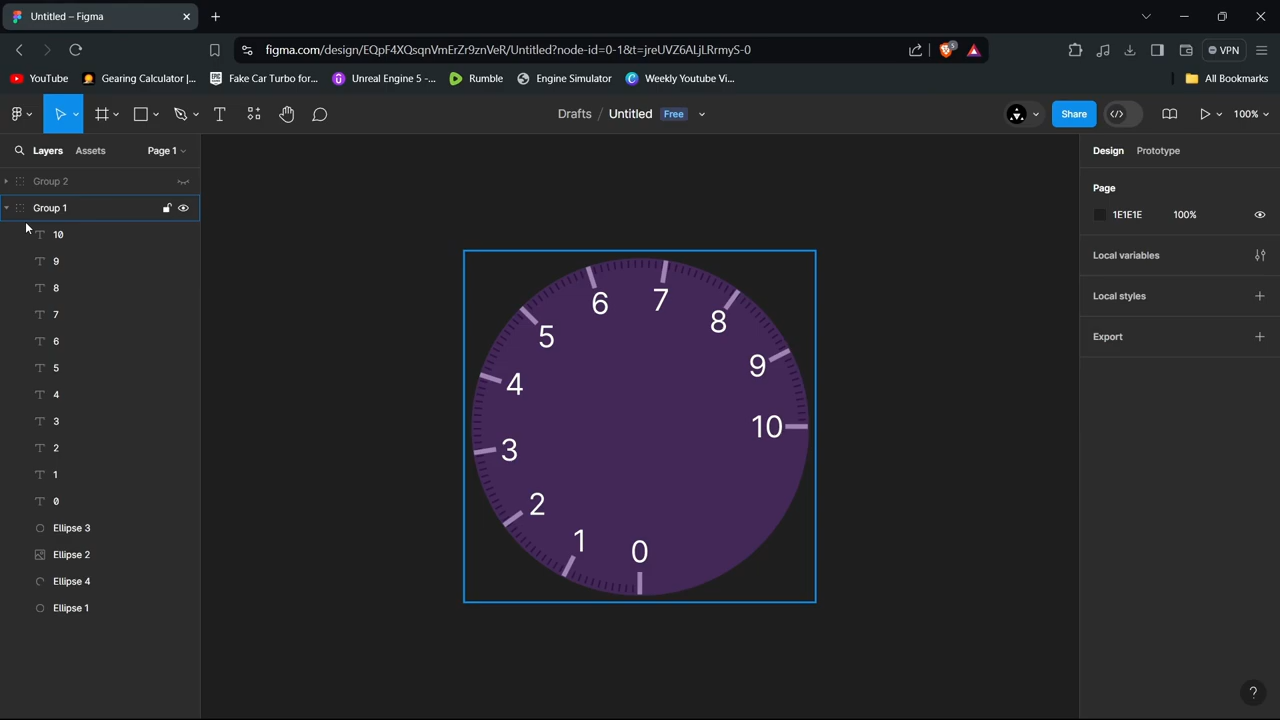 Untitled – Figma
figma.com/design/EQpF4XQsqnVmErZr9znVeR/Untitled?node-id=0-1&t=jreUVZ6ALjLRrmyS-0
5
VPN
YouTube
Gearing Calculator |...
Fake Car Turbo for...
Unreal Engine 5 -...
Rumble
Engine Simulator
Weekly Youtube Vi...
All Bookmarks
Drafts / Untitled Free
Share
100%
Layers Assets Page 1
Design Prototype
Group 2
Group 1
10
9
8
7
6
5
4
3
2
1
0
Ellipse 3
Ellipse 2
Ellipse 4
Ellipse 1
6 7
8
5
9
4
10
3
2
1
0
Page
1E1E1E 100%
Local variables
Local styles
Export
?